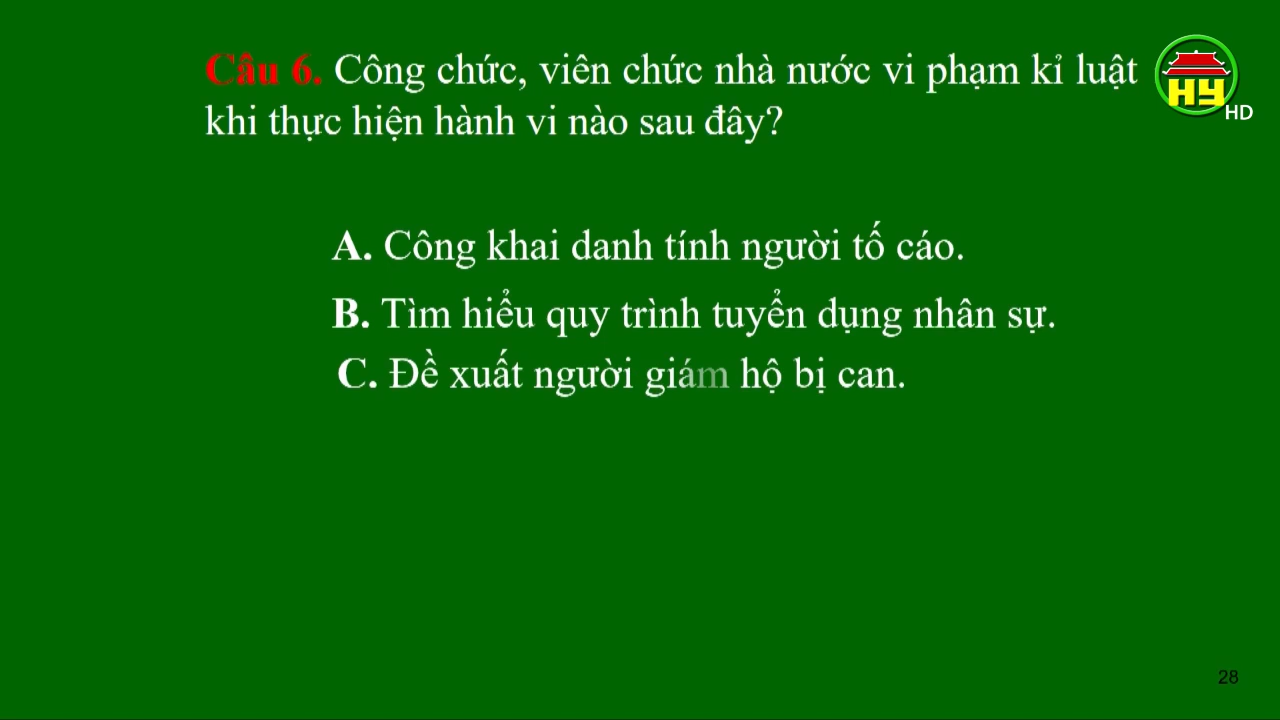 Câu 6. Công chức, viên chức nhà nước vi phạm kỉ luật
khi thực hiện hành vi nào sau đây?
A. Công khai danh tính người tố cáo.
B. Tìm hiểu quy trình tuyển dụng nhân sự.
C. Đề xuất người giám hộ bị can.
HY
HD
28